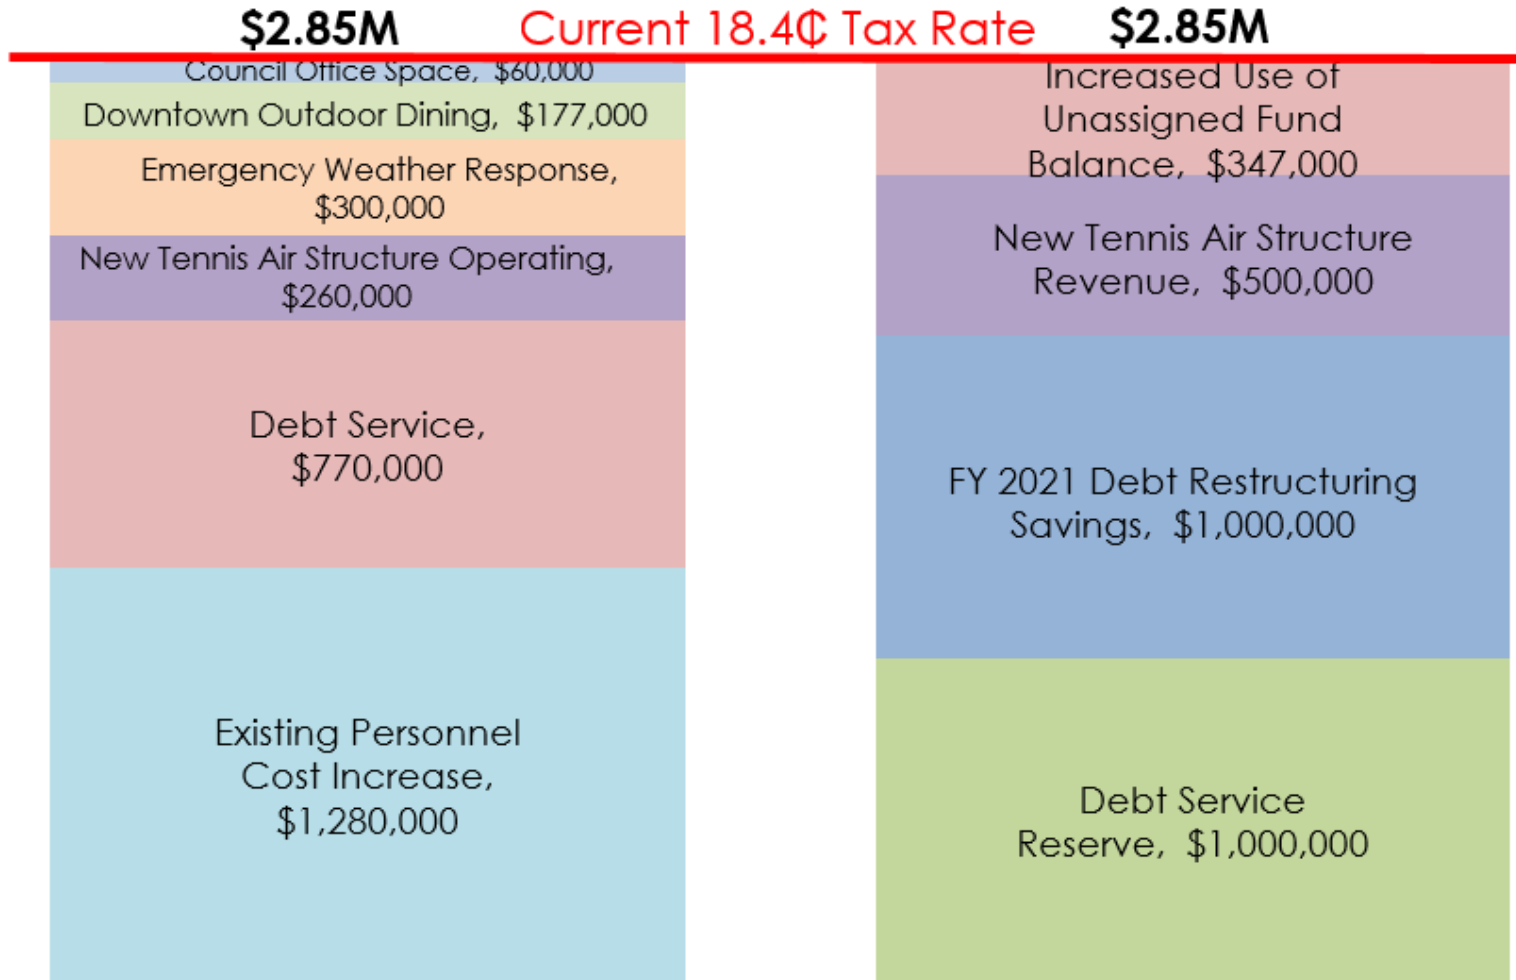 $2.85M
Current 18.4₵ Tax Rate
$2.85M
Council Office Space, $60,000
Downtown Outdoor Dining, $177,000
Emergency Weather Response,
$300,000
New Tennis Air Structure Operating,
$260,000
Debt Service,
$770,000
Existing Personnel
Cost Increase,
$1,280,000
Increased Use of
Unassigned Fund
Balance, $347,000
New Tennis Air Structure
Revenue, $500,000
FY 2021 Debt Restructuring
Savings, $1,000,000
Debt Service
Reserve, $1,000,000